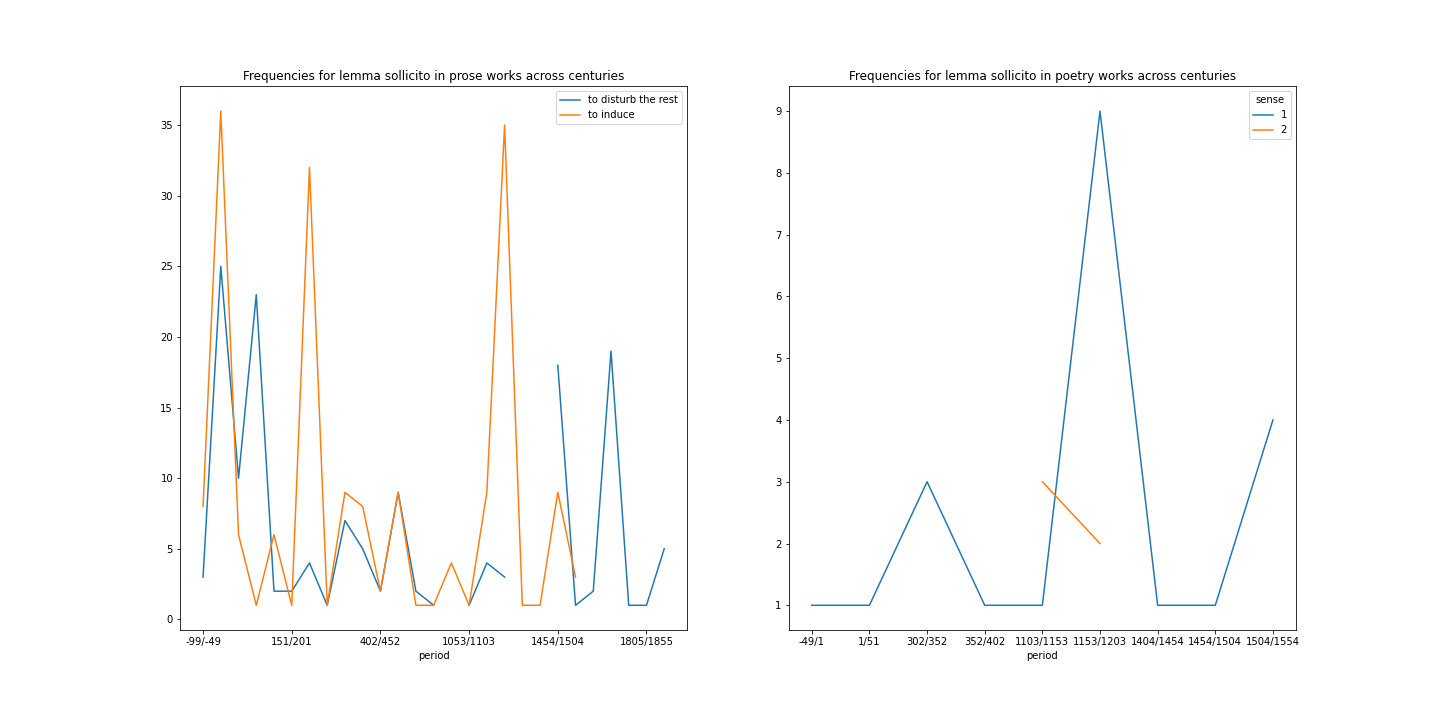 Frequencies for lemma sollicito in prose works across centuries
to disturb the rest
to induce
35
30
25
20
15
10
5
0
-99/-49 151/201 402/452 1053/1103 1454/1504 1805/1855
period
Frequencies for lemma sollicito in poetry works across centuries
sense
1
2
9
8
7
6
5
4
3
2
1
-49/1 1/51 302/352 352/402 1103/1153 1153/1203 1404/1454 1454/1504 1504/1554
period